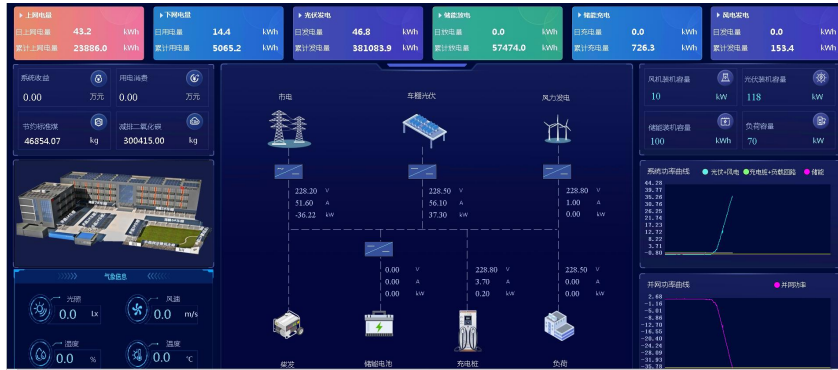 ▸ 上网电量
日上网电量 43.2 kWh
累计上网电量 23886.0 kWh
▸ 下网电量
日用电量 14.4 kWh
累计用电量 5065.2 kWh
▸ 光伏发电
日发电量 46.8 kWh
累计发电量 381083.9 kWh
▸ 储能放电
日放电量 0.0 kWh
累计放电量 57474.0 kWh
▸ 储能充电
日充电量 0.0 kWh
累计充电量 726.3 kWh
▸ 风电发电
日发电量 0.0 kWh
累计发电量 153.4 kWh
系统收益
0.00 万元
用电消费
0.00 万元
节约标准煤
46854.07 kg
减排二氧化碳
300415.00 kg
气象信息
光照
0.0 Lx
风速
0.0 m/s
湿度
0.0 %
温度
0.0 ℃
市电
车棚光伏
风力发电
228.20 V
51.60 A
-36.22 kW
228.50 V
56.10 A
37.30 kW
228.80 V
1.00 A
0.00 kW
0.00 V
0.00 A
0.00 kW
228.80 V
3.70 A
0.20 kW
228.50 V
0.00 A
0.00 kW
柴发
储能电池
充电桩
负荷
风机装机容量
10 kW
光伏装机容量
118 kW
储能装机容量
100 kWh
负荷容量
70 kW
系统功率曲线
光伏+风电 充电桩+负载回路 储能
44.28
39.77
35.26
30.76
26.25
21.74
17.23
12.72
8.22
3.71
-0.80
并网功率曲线
并网功率
2.68
-1.16
-5.01
-8.86
-12.70
-16.55
-20.40
-24.24
-28.09
-31.93
-35.78